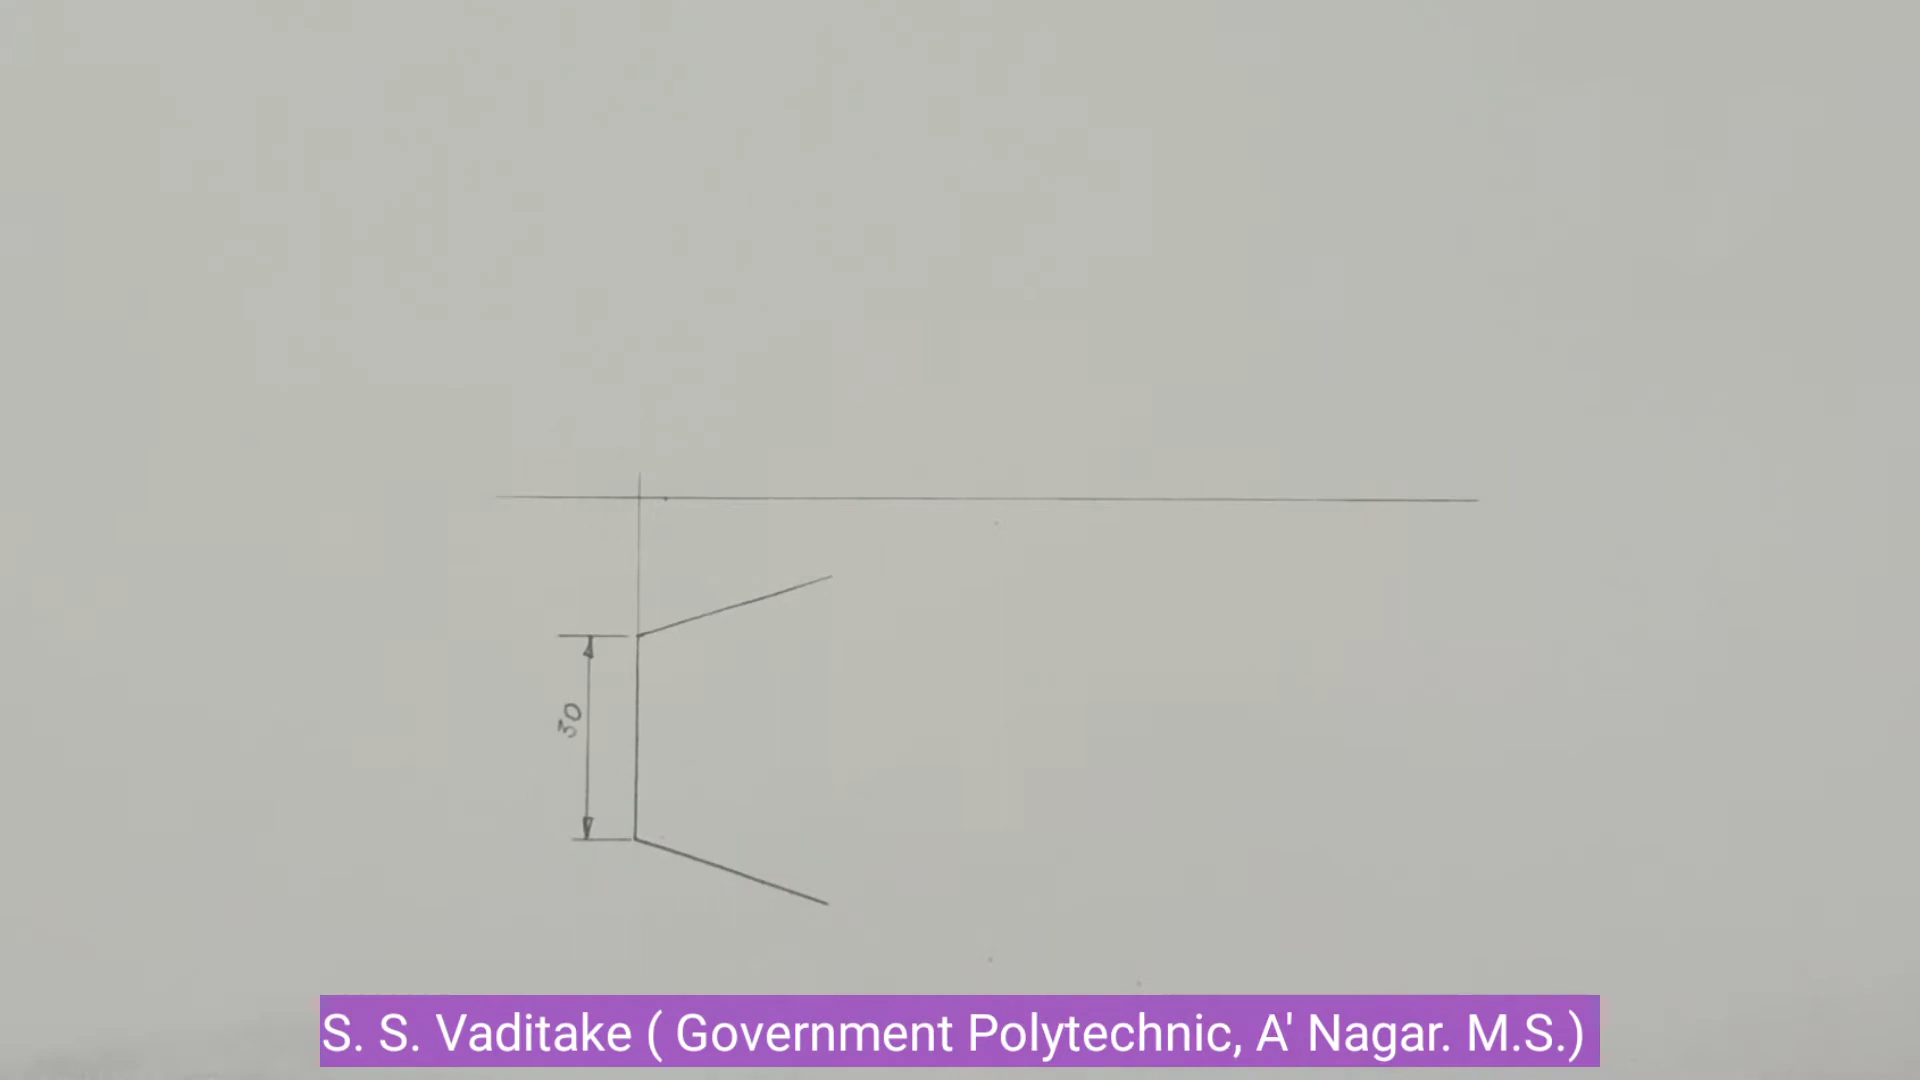 30
S. S. Vaditake ( Government Polytechnic, A' Nagar. M.S.)